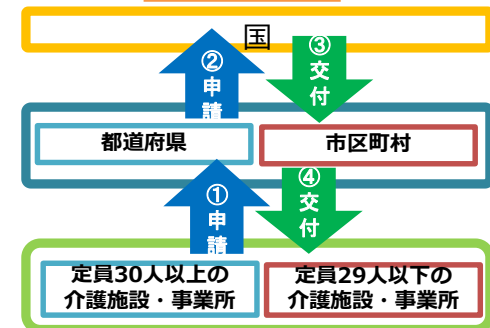 国
②申請
③交付
都道府県
市区町村
①申請
④交付
定員30人以上の
介護施設・事業所
定員29人以下の
介護施設・事業所